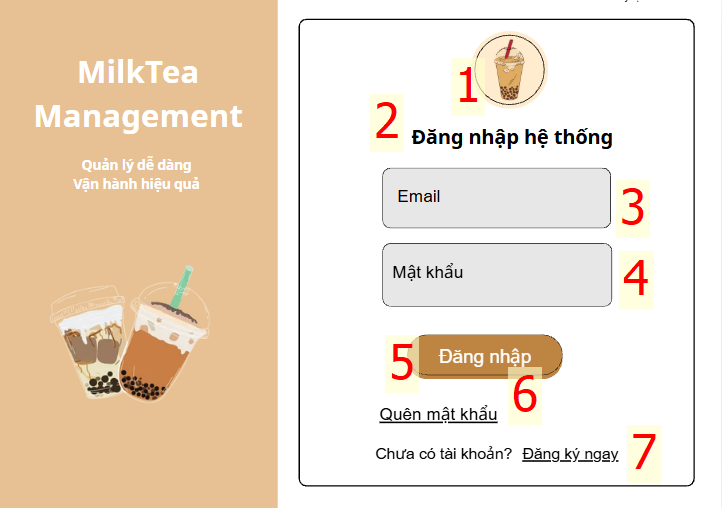 MilkTea
Management
Quản lý dễ dàng
Vận hành hiệu quả
1
2
Đăng nhập hệ thống
Email
3
Mật khẩu
4
5
Đăng nhập
6
Quên mật khẩu
Chưa có tài khoản? Đăng ký ngay
7